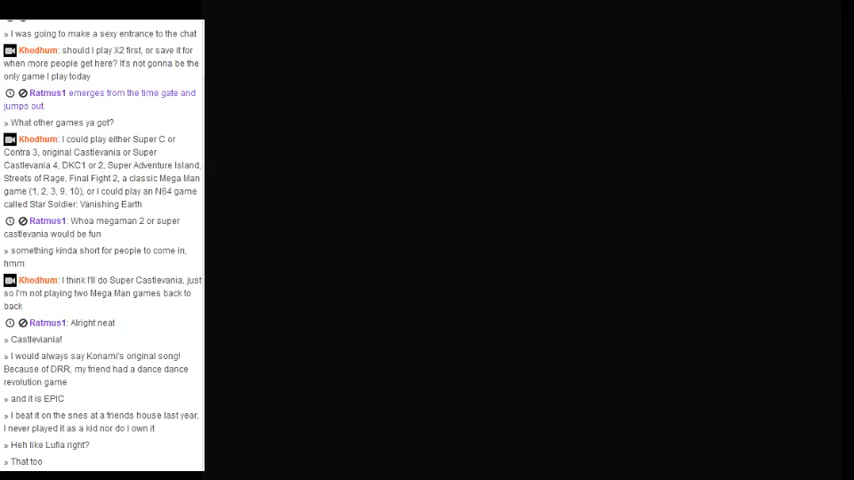 » I was going to make a sexy entrance to the chat
Khodhum: should I play X2 first, or save it for
when more people get here? It's not gonna be the
only game I play today
Ratmus1 emerges from the time gate and
jumps out.
» What other games ya got?
Khodhum: I could play either Super C or
Contra 3, original Castlevania or Super
Castlevania 4, DKC1 or 2, Super Adventure Island,
Streets of Rage, Final Fight 2, a classic Mega Man
game (1, 2, 3, 9, 10), or I could play an N64 game
called Star Soldier: Vanishing Earth
Ratmus1: Whoa megaman 2 or super
castlevania would be fun
» something kinda short for people to come in,
hmm
Khodhum: I think I'll do Super Castlevania, just
so I'm not playing two Mega Man games back to
back
Ratmus1: Alright neat
» Castleviania!
» I would always say Konami's original song!
Because of DRR, my friend had a dance dance
revolution game
» and it is EPIC
» I beat it on the snes at a friends house last year,
I never played it as a kid nor do I own it
» Heh like Lufia right?
» That too